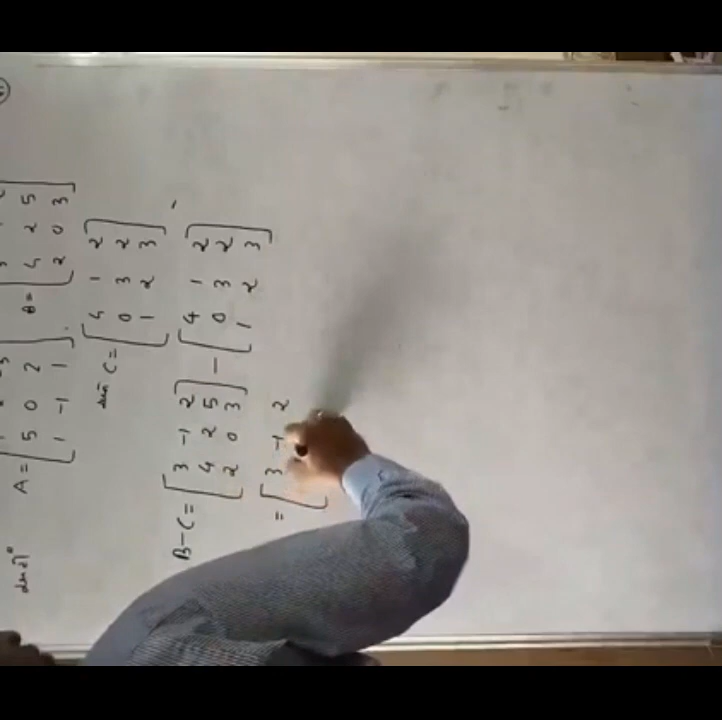 A = [5 0 2 B = [4 2 5
1 -1 1] 2 0 3]
C = [4 1 2
0 3 2
1 2 3]
B-C = [3 -1 2 - [4 1 2
4 2 5 0 3 2
2 0 3] 1 2 3]
= [3 -1 2